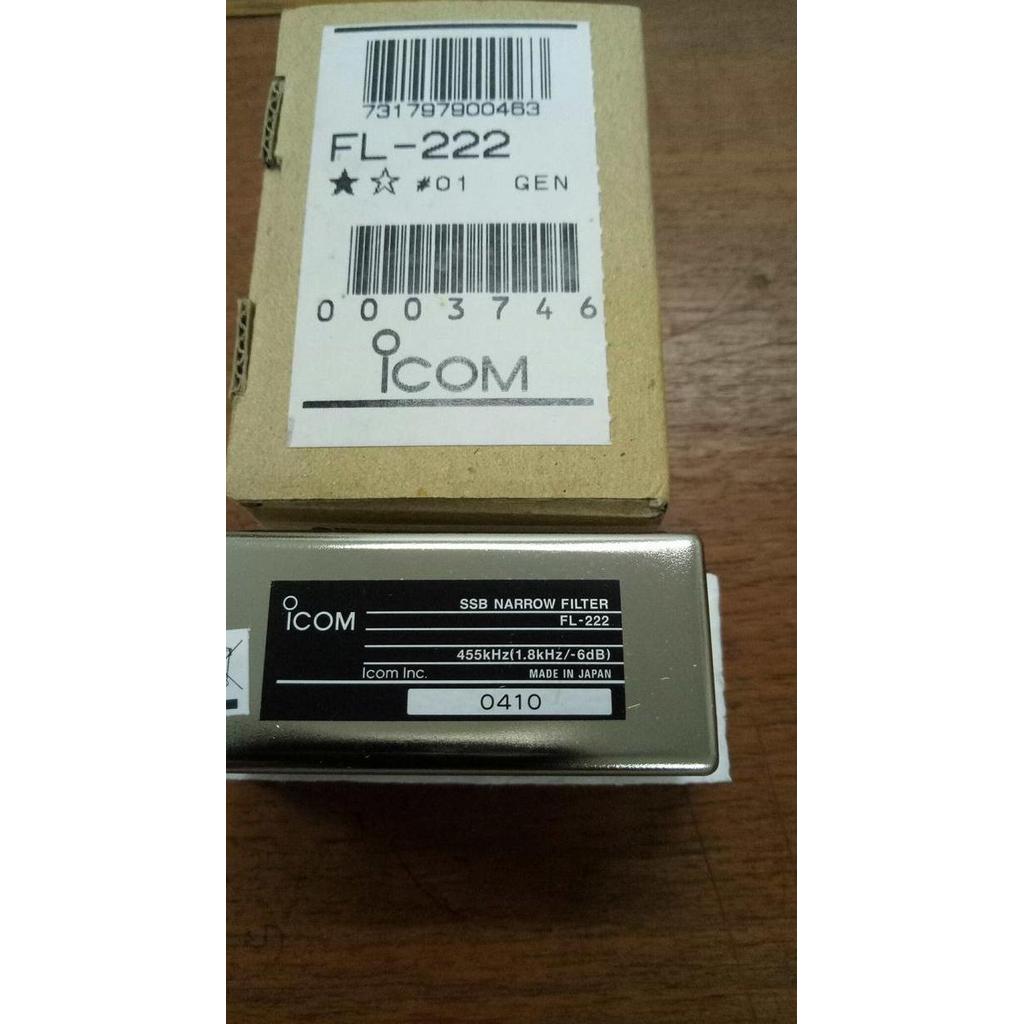 731797900463
FL-222
★☆ #01 GEN
0003746
ICOM
ICOM
SSB NARROW FILTER
FL-222
455kHz(1.8kHz/-6dB)
Icom Inc. MADE IN JAPAN
0410